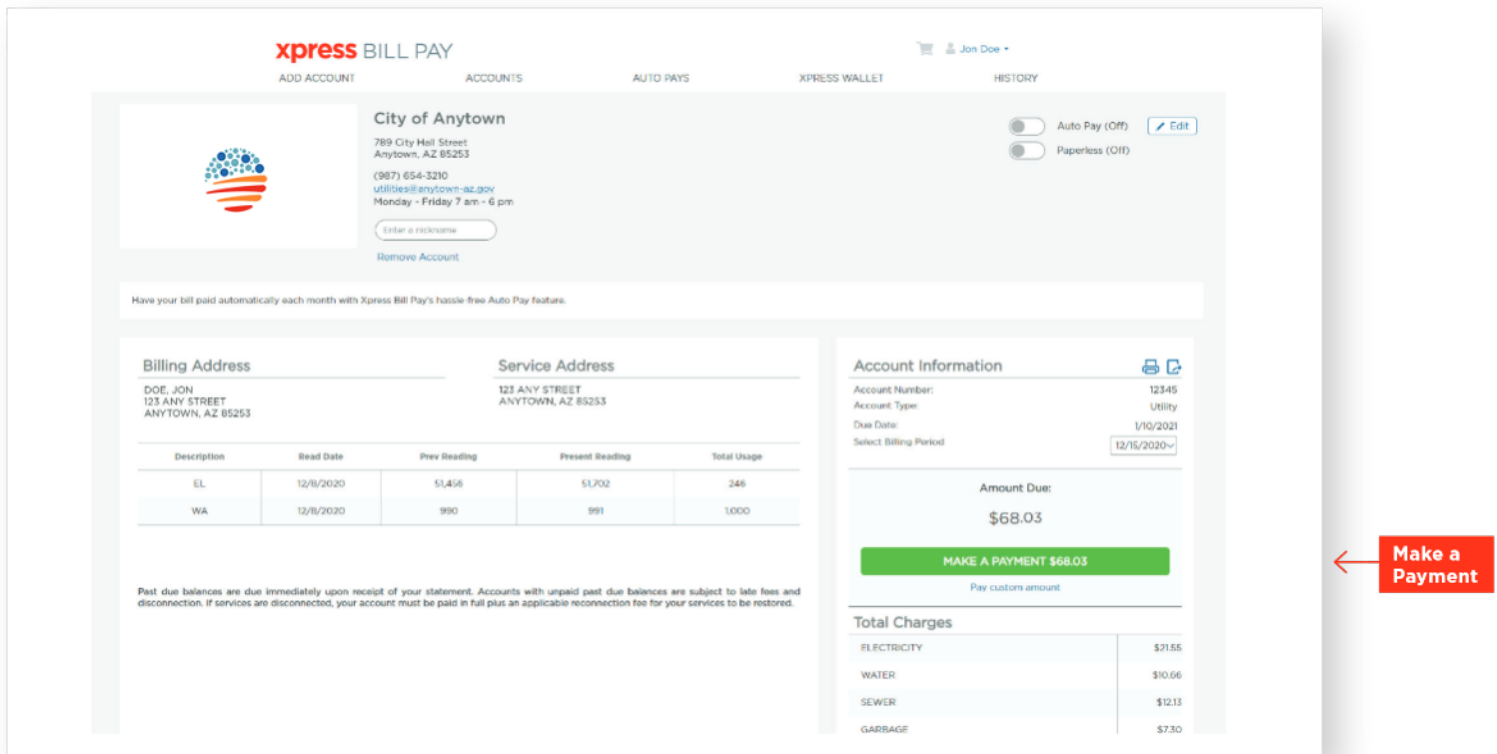 xpress BILL PAY
Jon Doe
ADD ACCOUNT ACCOUNTS AUTO PAYS XPRESS WALLET HISTORY
City of Anytown
789 City Hall Street
Anytown, AZ 85253
(987) 654-3210
utilities@anytown-az.gov
Monday - Friday 7 am - 6 pm
Enter a nickname
Remove Account
Auto Pay (Off) Edit
Paperless (Off)
Have your bill paid automatically each month with Xpress Bill Pay's hassle-free Auto Pay feature.
Billing Address
DOE, JON
123 ANY STREET
ANYTOWN, AZ 85253
Service Address
123 ANY STREET
ANYTOWN, AZ 85253
Description Read Date Prev Reading Present Reading Total Usage
EL 12/8/2020 51,456 51,702 246
WA 12/8/2020 990 991 1,000
Past due balances are due immediately upon receipt of your statement. Accounts with unpaid past due balances are subject to late fees and
disconnection. If services are disconnected, your account must be paid in full plus an applicable reconnection fee for your services to be restored.
Account Information
Account Number: 12345
Account Type: Utility
Due Date: 1/10/2021
Select Billing Period 12/15/2020
Amount Due:
$68.03
MAKE A PAYMENT $68.03
Pay custom amount
Total Charges
ELECTRICITY $21.55
WATER $10.66
SEWER $12.13
GARBAGE $7.30
Make a
Payment